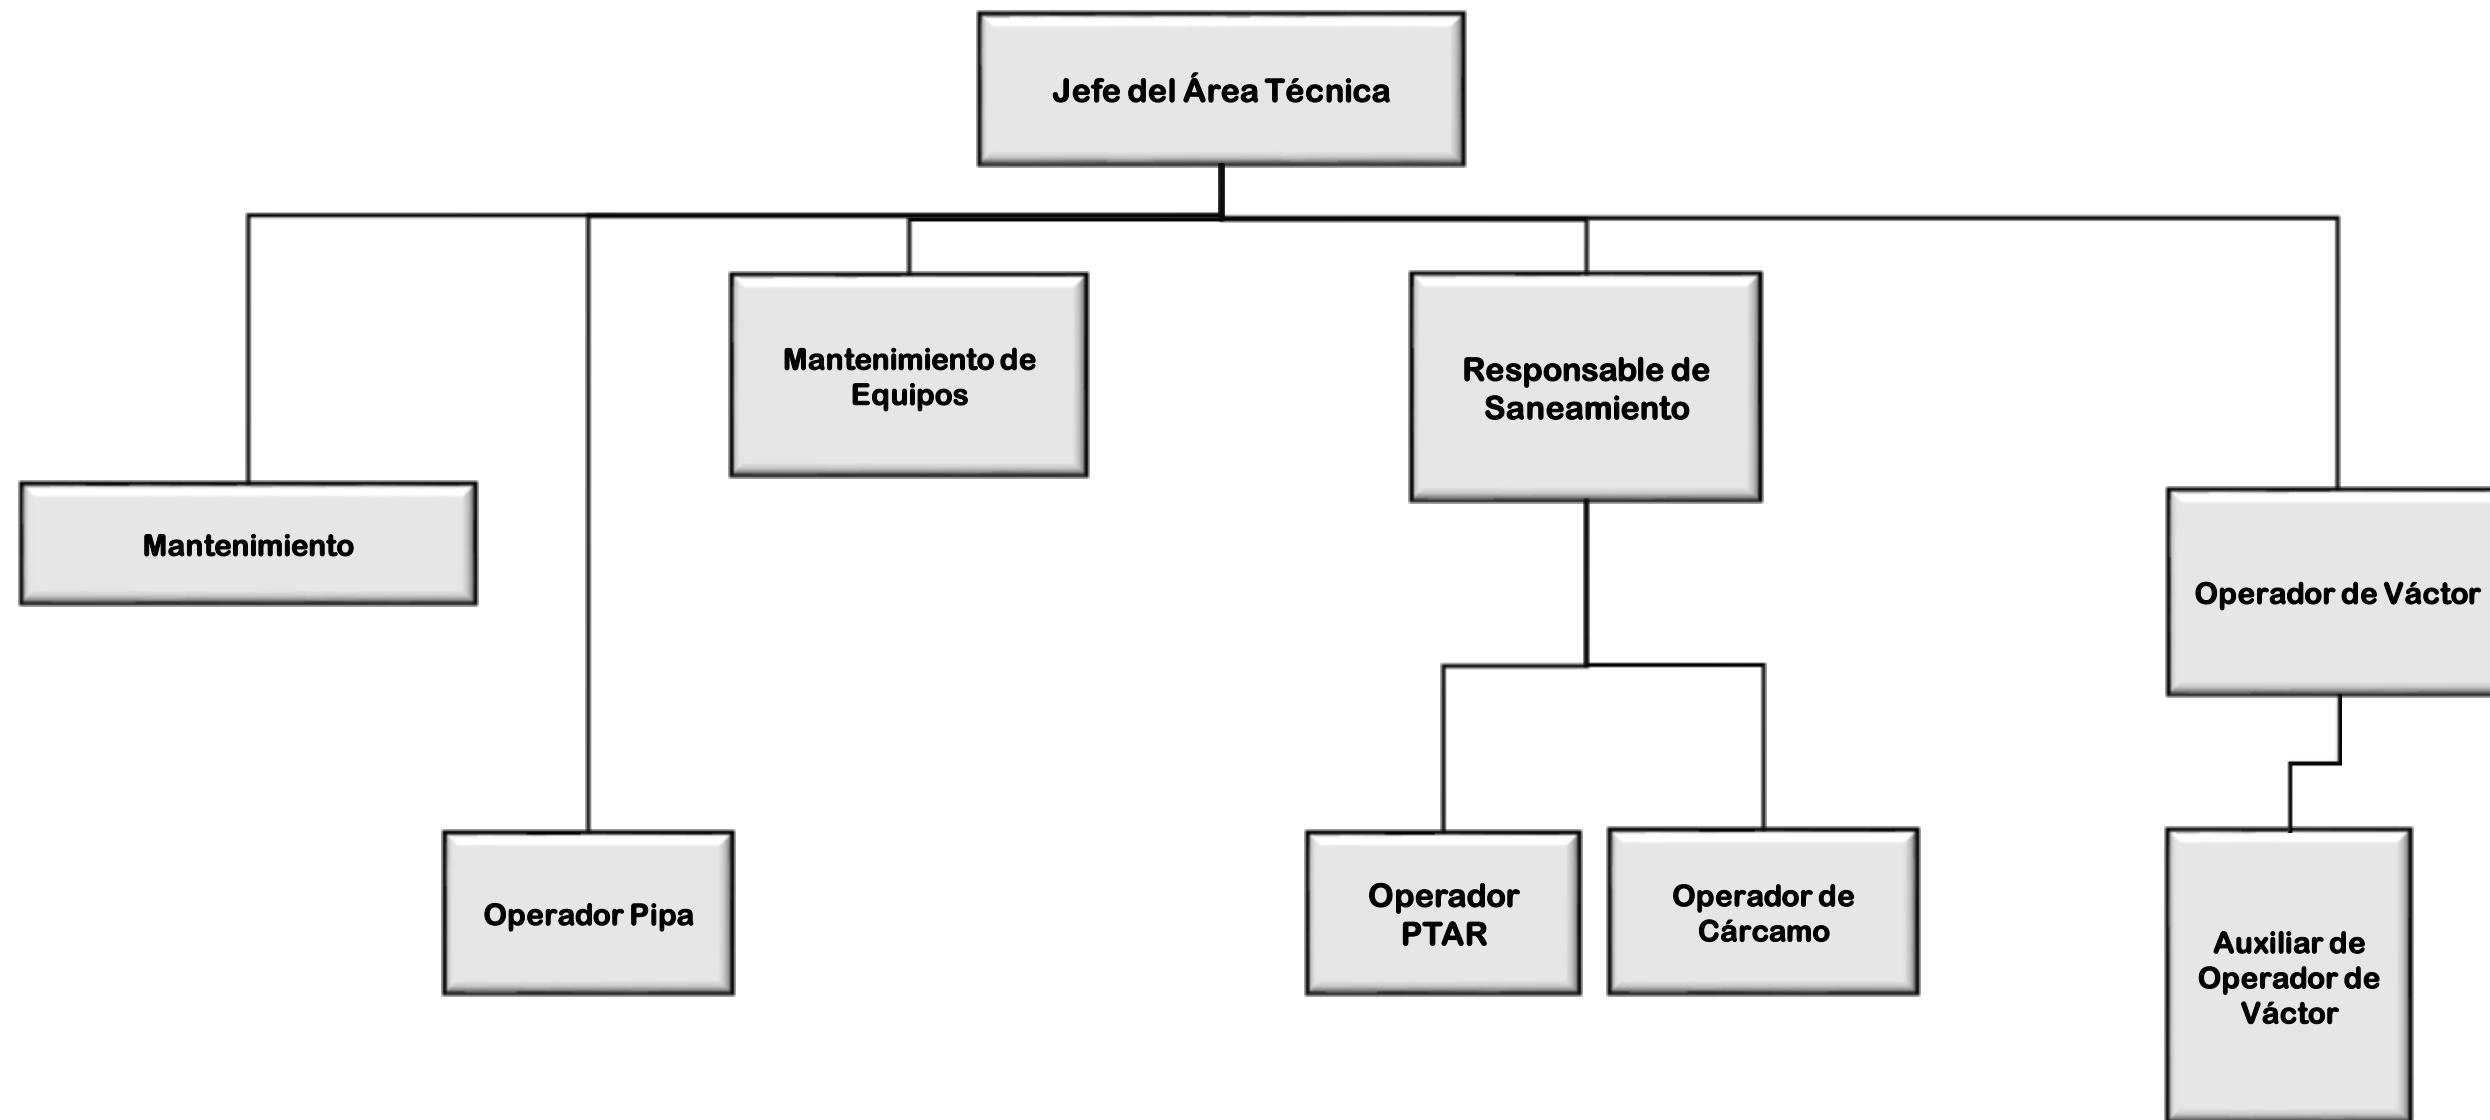 Jefe del Área Técnica
Mantenimiento de
Equipos
Responsable de
Saneamiento
Mantenimiento
Operador de Váctor
Operador Pipa
Operador
PTAR
Operador de
Cárcamo
Auxiliar de
Operador de
Váctor